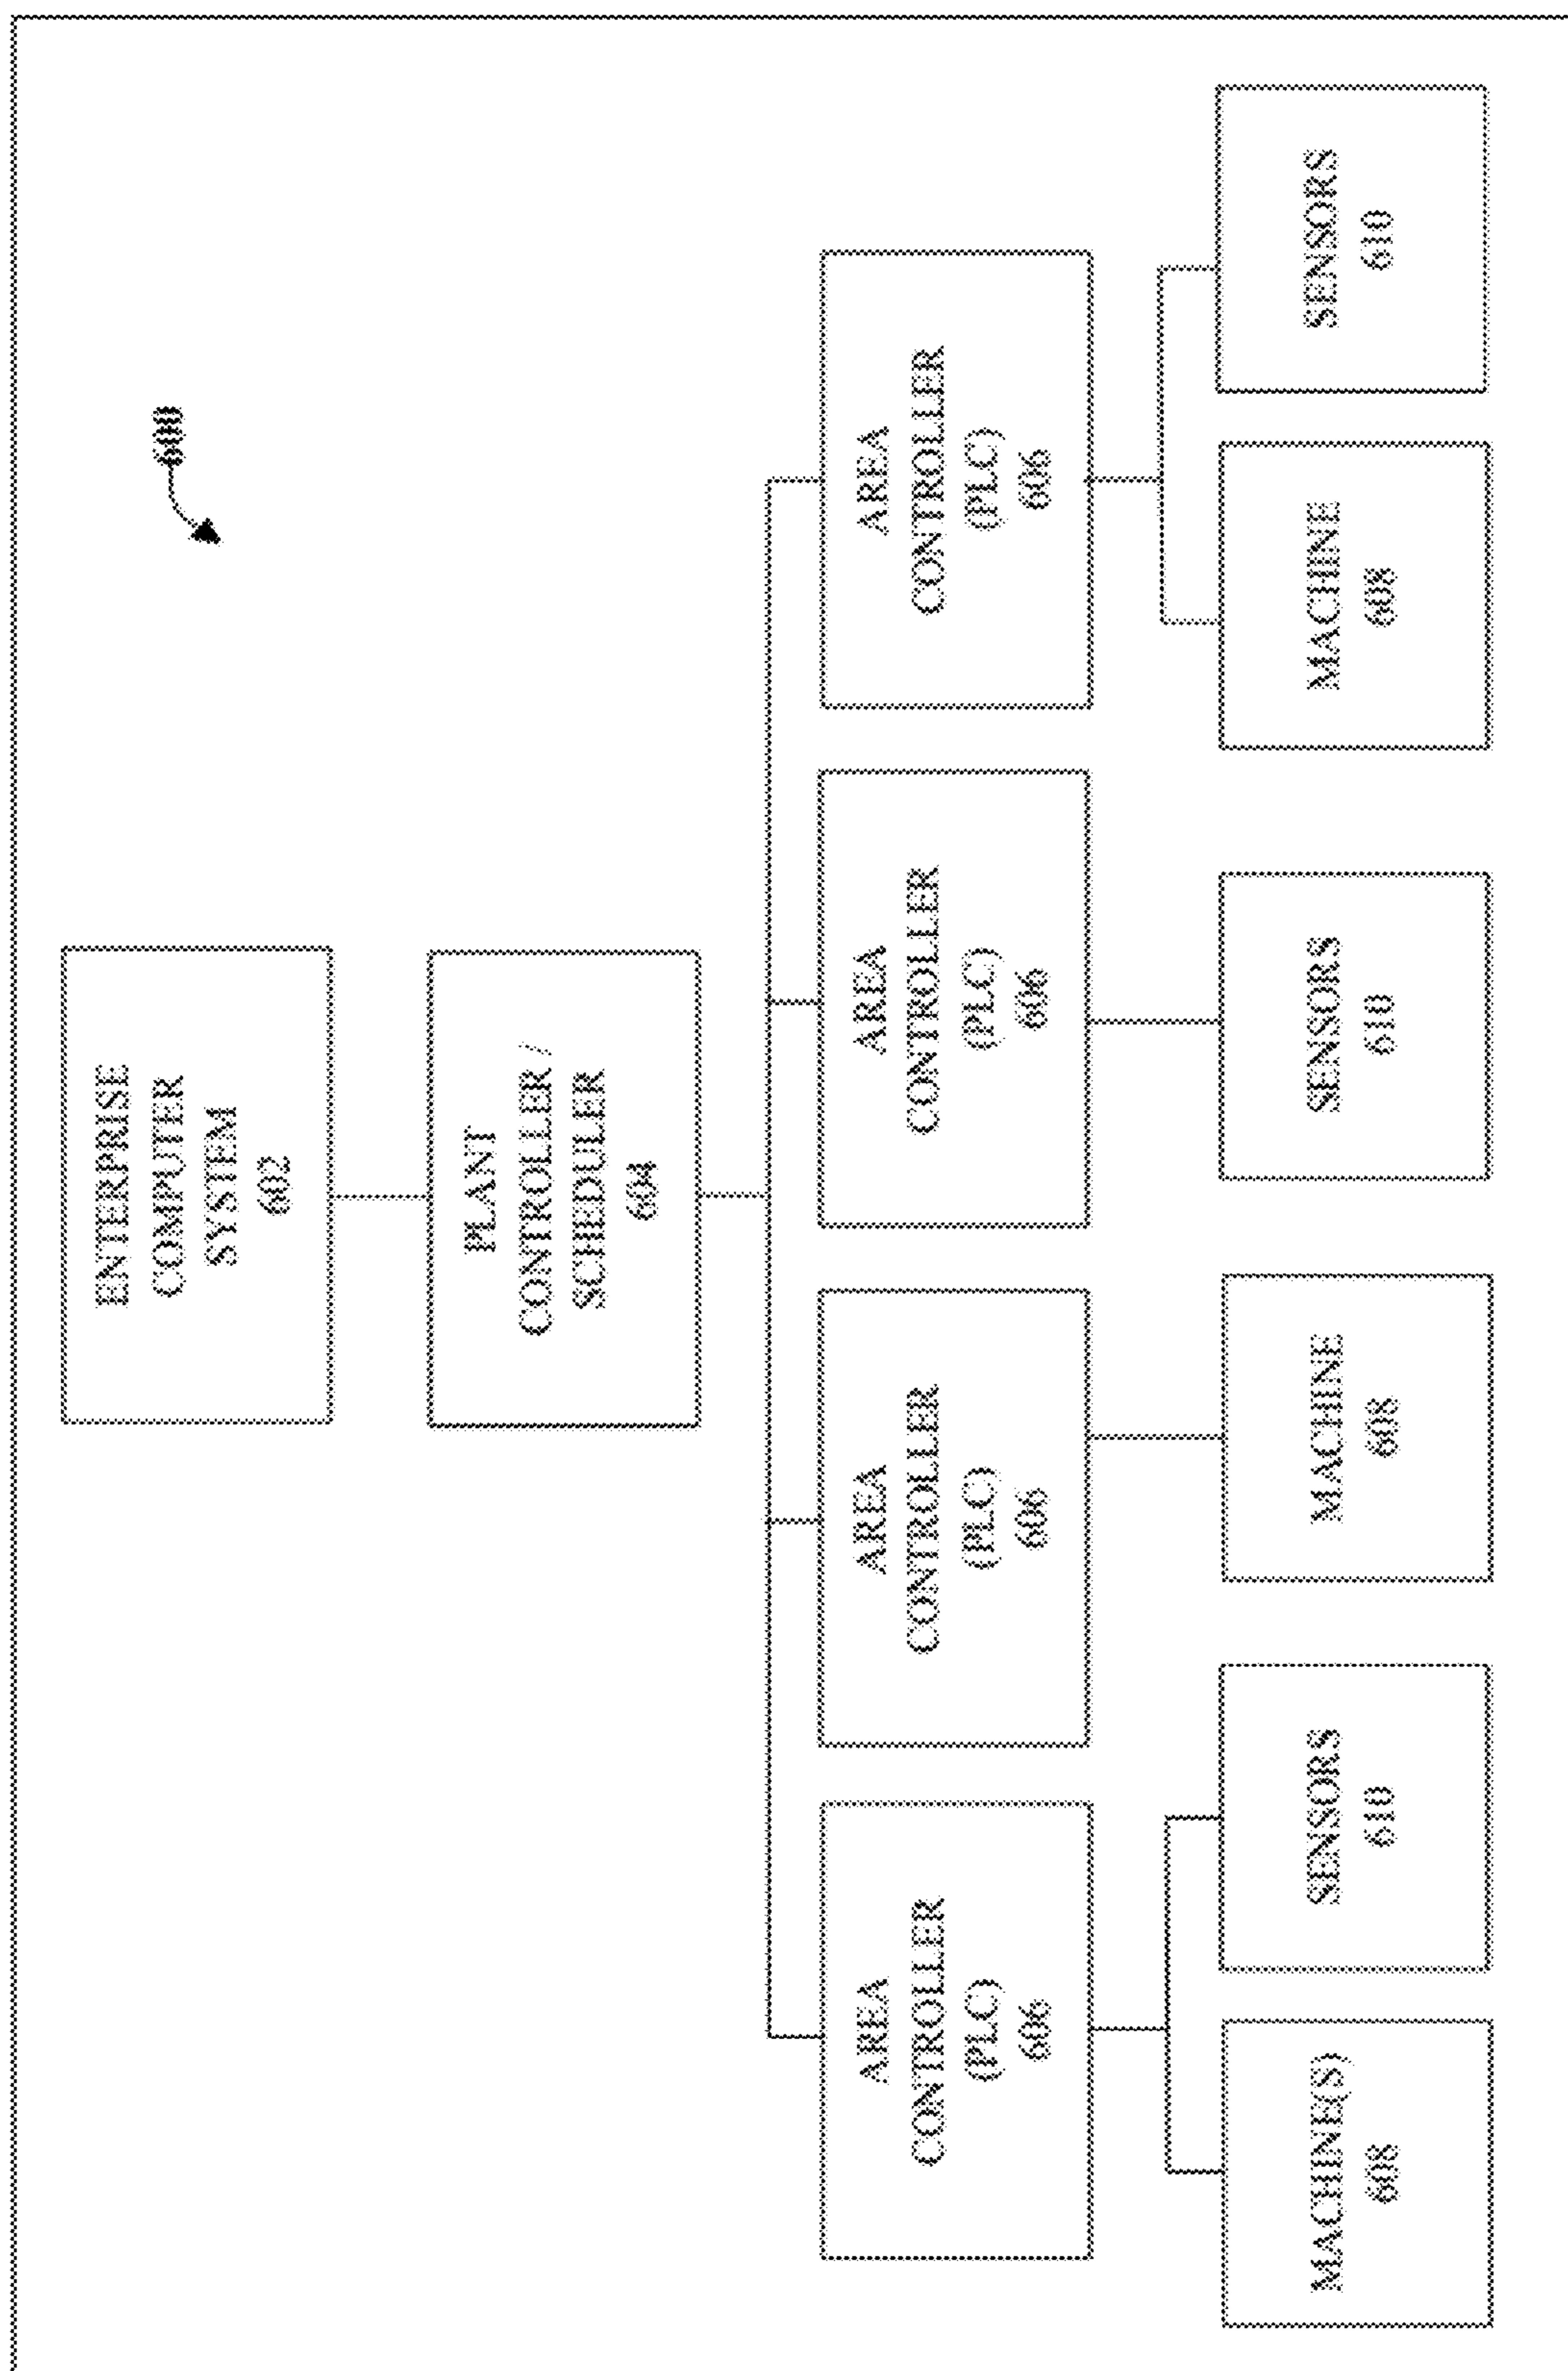 600
ENTERPRISE
COMPUTER
SYSTEM
602
PLANT
CONTROLLER /
SCHEDULER
604
AREA
CONTROLLER
(PLC)
606
AREA
CONTROLLER
(PLC)
606
AREA
CONTROLLER
(PLC)
606
AREA
CONTROLLER
(PLC)
606
MACHINE(S)
608
SENSORS
610
MACHINE
608
SENSORS
610
MACHINE
608
SENSORS
610